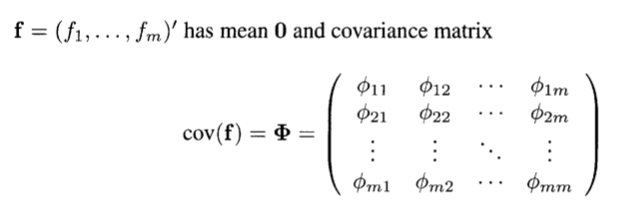 f = (f₁, . . . , fₘ)′ has mean 0 and covariance matrix
cov(f) = Φ = ( ϕ₁₁ ϕ₁₂ ⋯ ϕ₁ₘ
ϕ₂₁ ϕ₂₂ ⋯ ϕ₂ₘ
⋮ ⋮ ⋱ ⋮
ϕₘ₁ ϕₘ₂ ⋯ ϕₘₘ )